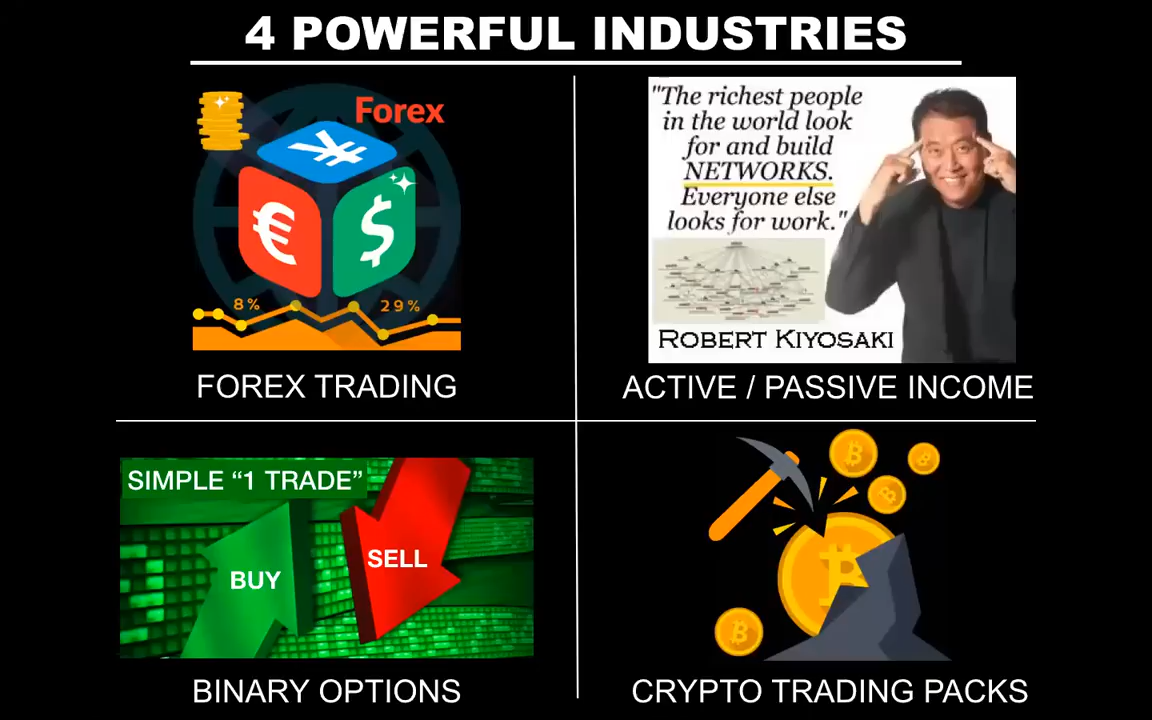 4 POWERFUL INDUSTRIES
Forex
¥
€
$
8%
29%
FOREX TRADING
"The richest people
in the world look
for and build
NETWORKS.
Everyone else
looks for work."
ROBERT KIYOSAKI
ACTIVE / PASSIVE INCOME
SIMPLE “1 TRADE”
BUY
SELL
BINARY OPTIONS
CRYPTO TRADING PACKS